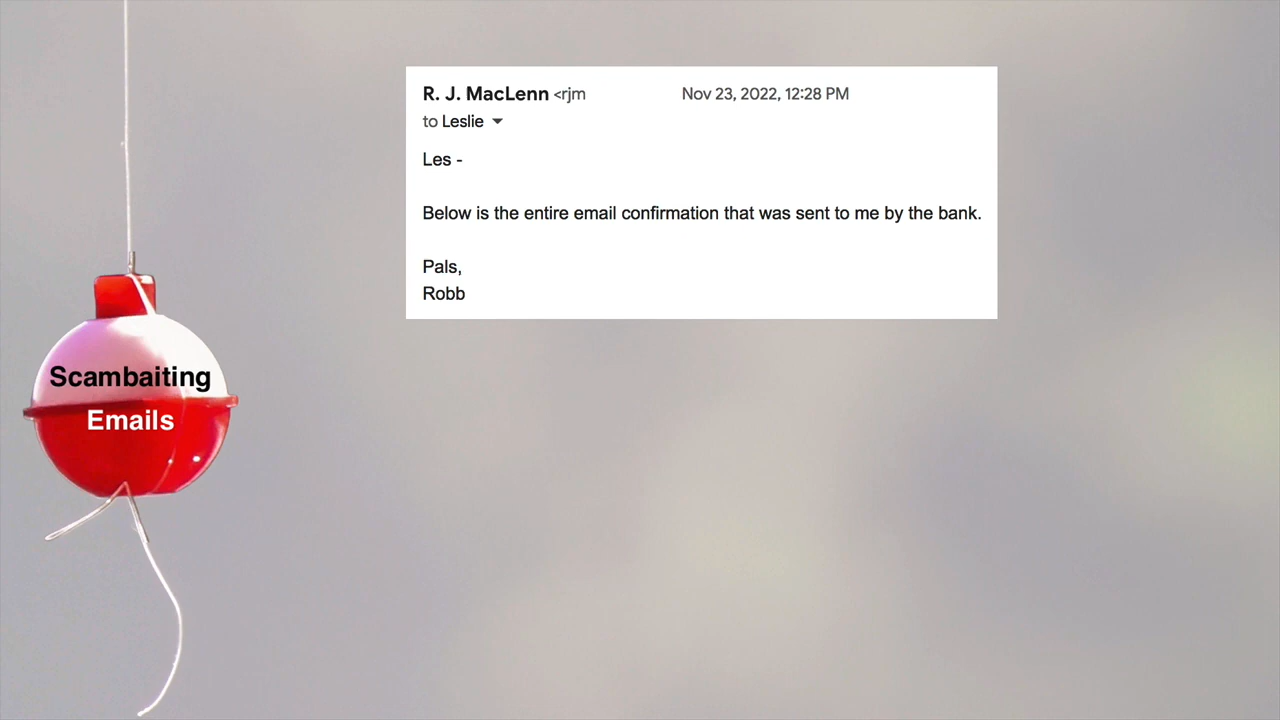 Scambaiting
Emails
R. J. MacLenn <rjm
Nov 23, 2022, 12:28 PM
to Leslie
Les -
Below is the entire email confirmation that was sent to me by the bank.
Pals,
Robb